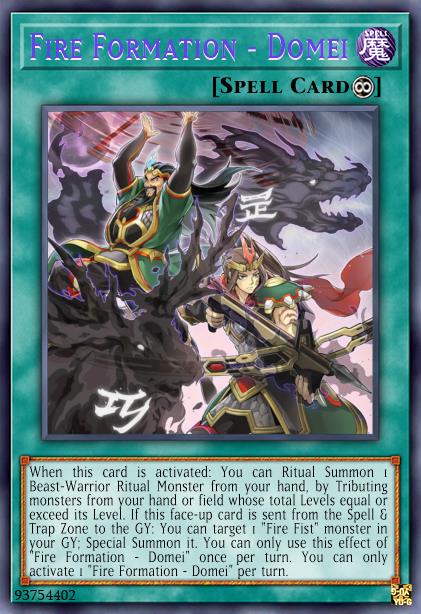 Fire Formation - Domei
SPELL
魔
[Spell Card]
When this card is activated: You can Ritual Summon 1
Beast-Warrior Ritual Monster from your hand, by Tributing
monsters from your hand or field whose total Levels equal or
exceed its Level. If this face-up card is sent from the Spell &
Trap Zone to the GY: You can target 1 "Fire Fist" monster
in your GY; Special Summon it. You can only use this effect of
"Fire Formation - Domei" once per turn. You can only
activate 1 "Fire Formation - Domei" per turn.
93754402